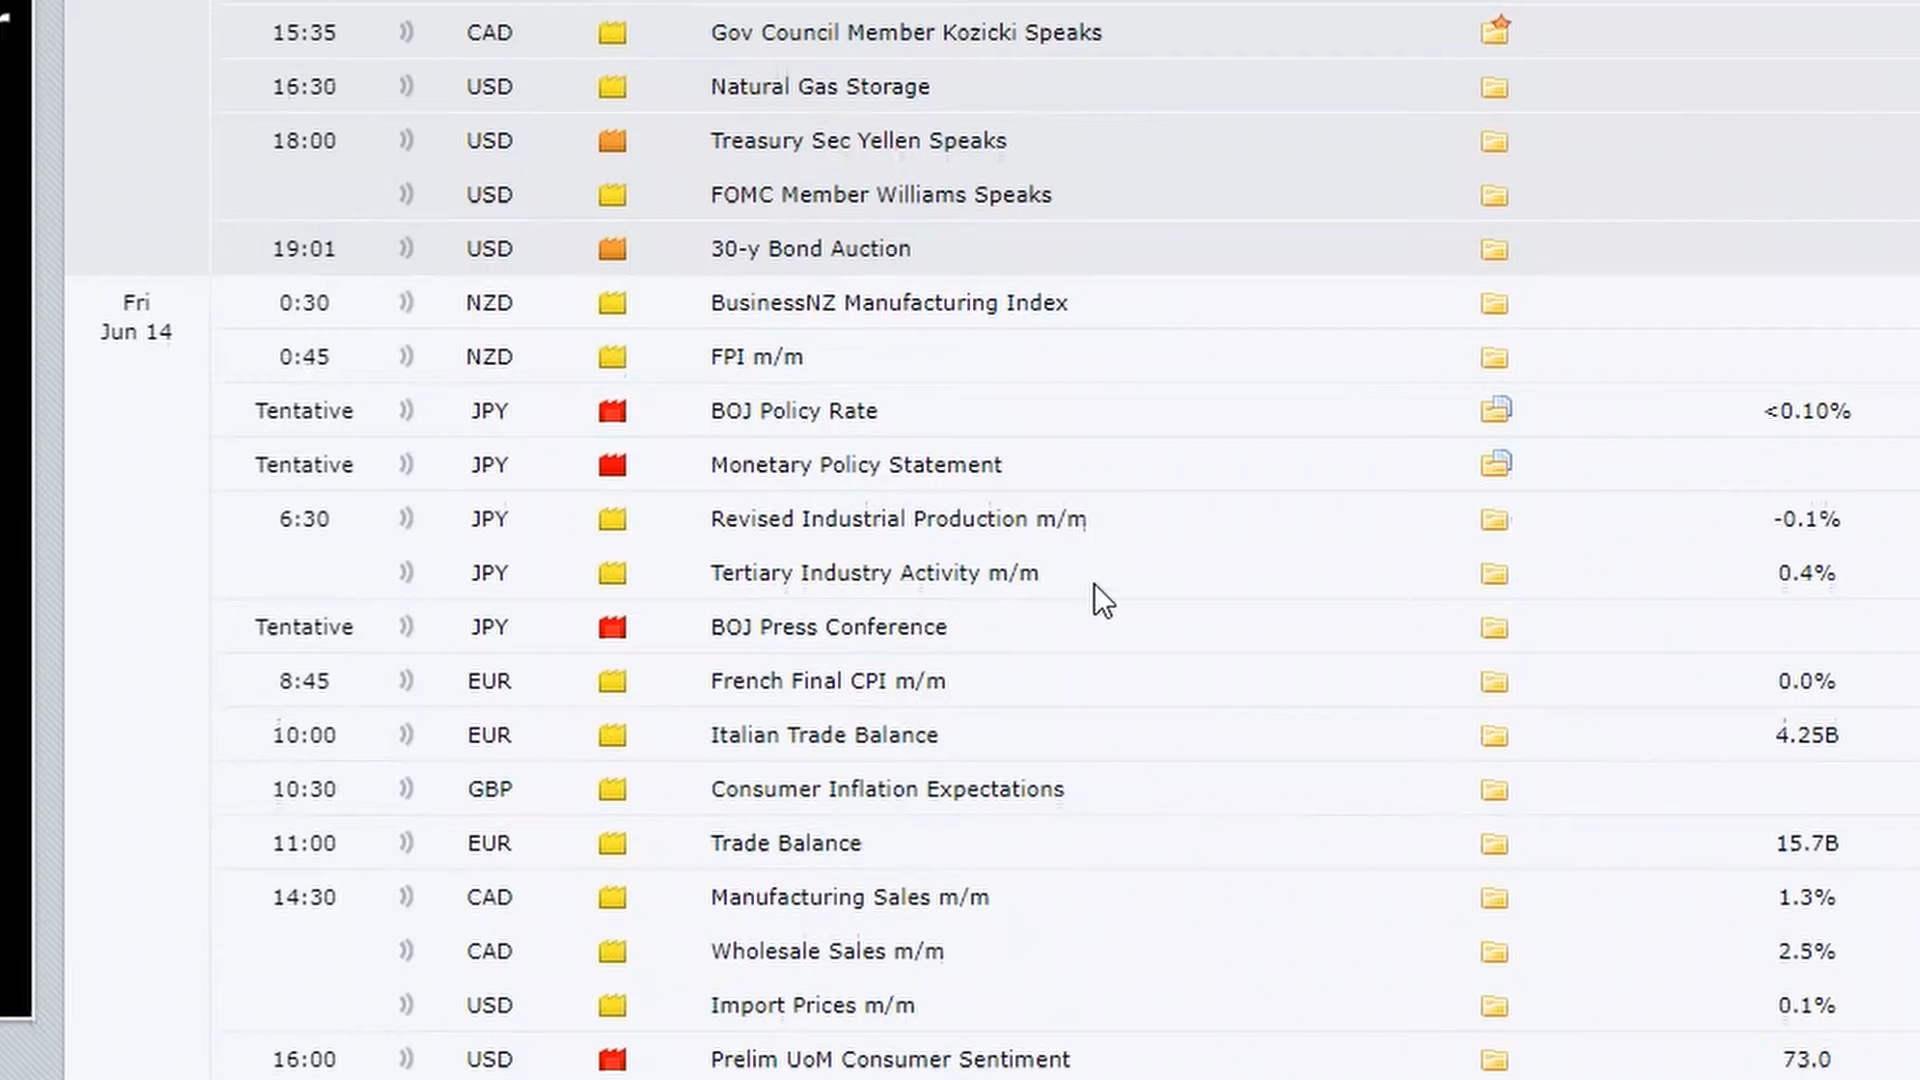 15:35 CAD Gov Council Member Kozicki Speaks
16:30 USD Natural Gas Storage
18:00 USD Treasury Sec Yellen Speaks
USD FOMC Member Williams Speaks
19:01 USD 30-y Bond Auction
Fri
Jun 14
0:30 NZD BusinessNZ Manufacturing Index
0:45 NZD FPI m/m
Tentative JPY BOJ Policy Rate <0.10%
Tentative JPY Monetary Policy Statement
6:30 JPY Revised Industrial Production m/m -0.1%
JPY Tertiary Industry Activity m/m 0.4%
Tentative JPY BOJ Press Conference
8:45 EUR French Final CPI m/m 0.0%
10:00 EUR Italian Trade Balance 4.25B
10:30 GBP Consumer Inflation Expectations
11:00 EUR Trade Balance 15.7B
14:30 CAD Manufacturing Sales m/m 1.3%
CAD Wholesale Sales m/m 2.5%
USD Import Prices m/m 0.1%
16:00 USD Prelim UoM Consumer Sentiment 73.0